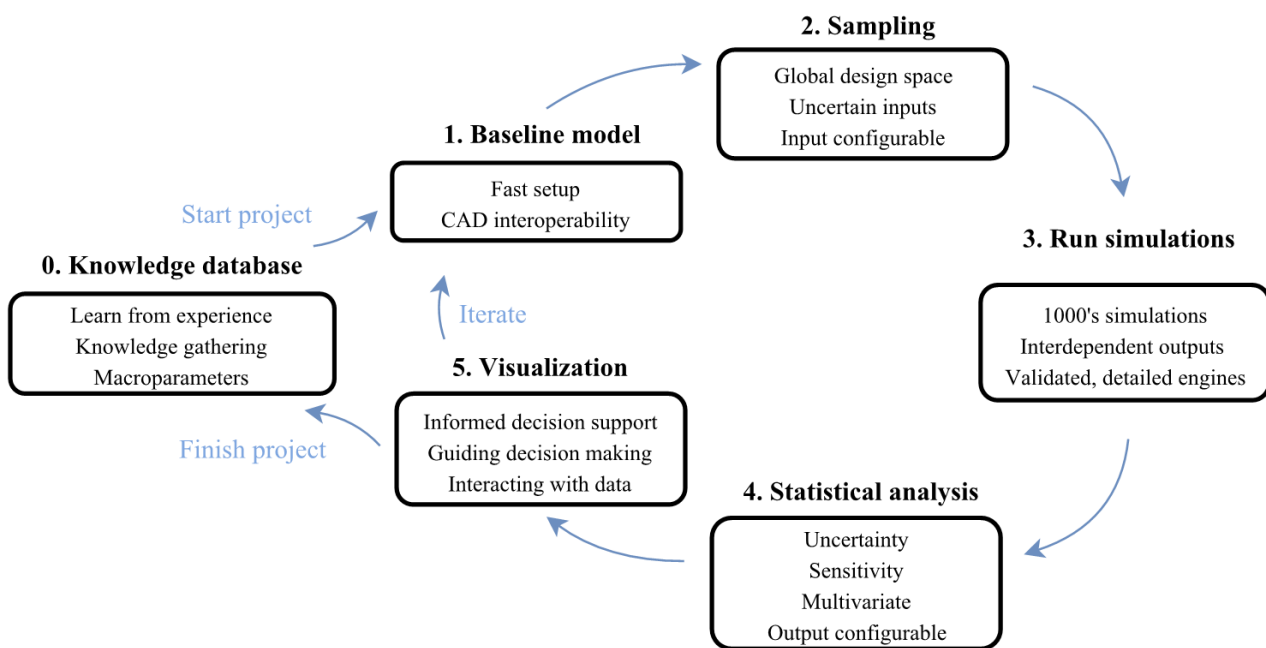 2. Sampling
Global design space
Uncertain inputs
Input configurable
1. Baseline model
Fast setup
CAD interoperability
Start project
3. Run simulations
1000's simulations
Interdependent outputs
Validated, detailed engines
0. Knowledge database
Learn from experience
Knowledge gathering
Macroparameters
Iterate
5. Visualization
Informed decision support
Guiding decision making
Interacting with data
Finish project
4. Statistical analysis
Uncertainty
Sensitivity
Multivariate
Output configurable